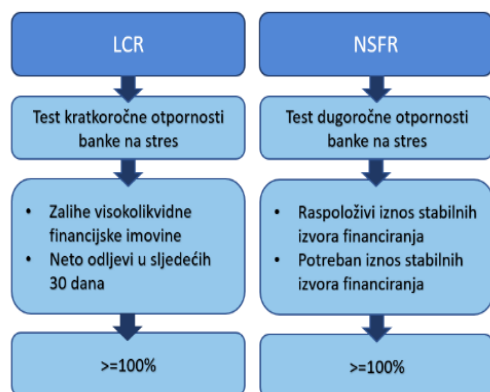 LCR
Test kratkoročne otpornosti
banke na stres
• Zalihe visokolikvidne
financijske imovine
• Neto odljevi u sljedećih
30 dana
>=100%
NSFR
Test dugoročne otpornosti
banke na stres
• Raspoloživi iznos stabilnih
izvora financiranja
• Potreban iznos stabilnih
izvora financiranja
>=100%